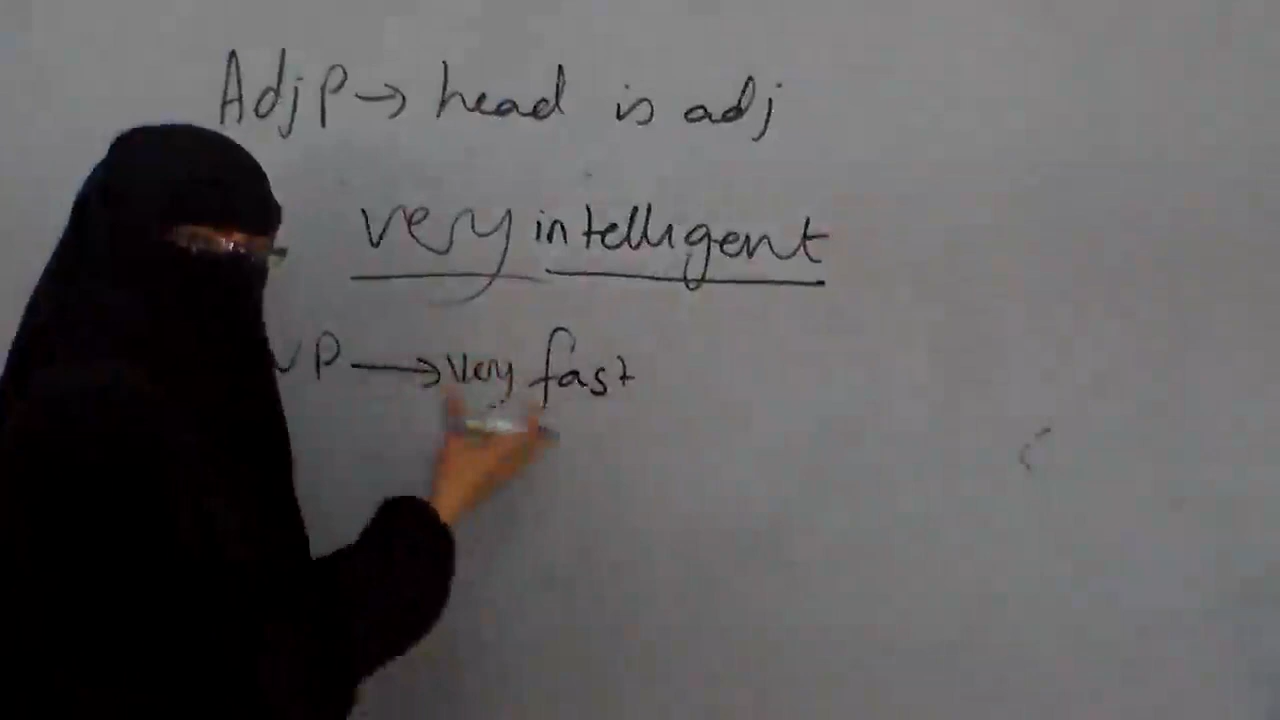 AdjP → head is adj
very intelligent
vP → very fast